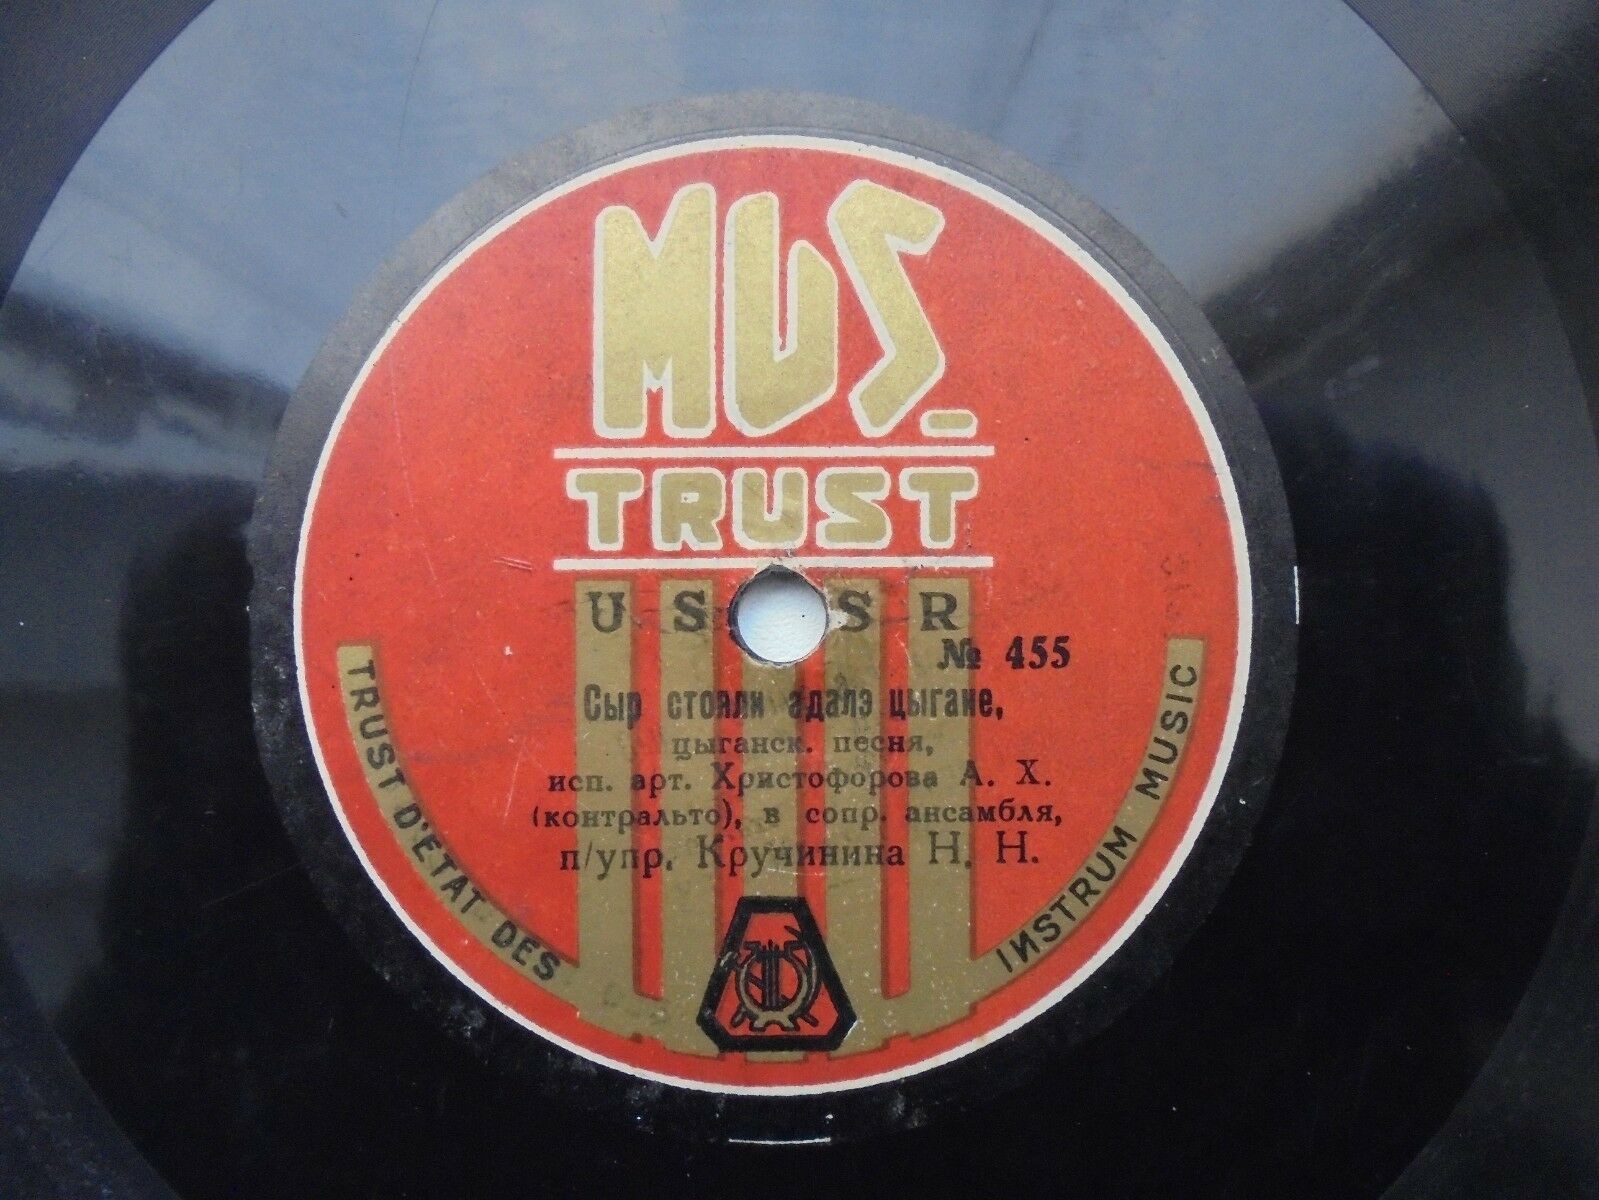 MUS.
TRUST
U S S R
№ 455
Сыр стояли адалэ цыгане,
цыганск. песня,
исп. арт. Христофорова А. Х.
(контральто), в сопр. ансамбля,
п/упр. Кручинина Н. Н.
TRUST D'ETAT DES INSTRUM MUSIC